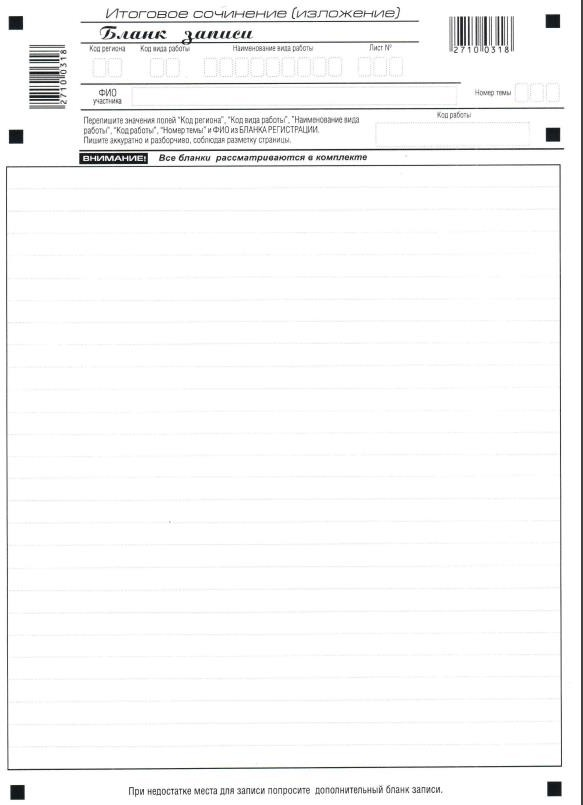 Итоговое сочинение (изложение)
Бланк записи
Код региона Код вида работы Наименование вида работы Лист №
2710 0318
2710 0318
ФИО
участника
Номер темы
Перепишите значения полей "Код региона", "Код вида работы", "Наименование вида
работы", "Код работы", "Номер темы" и ФИО из БЛАНКА РЕГИСТРАЦИИ.
Пишите аккуратно и разборчиво, соблюдая разметку страницы.
Код работы
ВНИМАНИЕ! Все бланки рассматриваются в комплекте
При недостатке места для записи попросите дополнительный бланк записи.